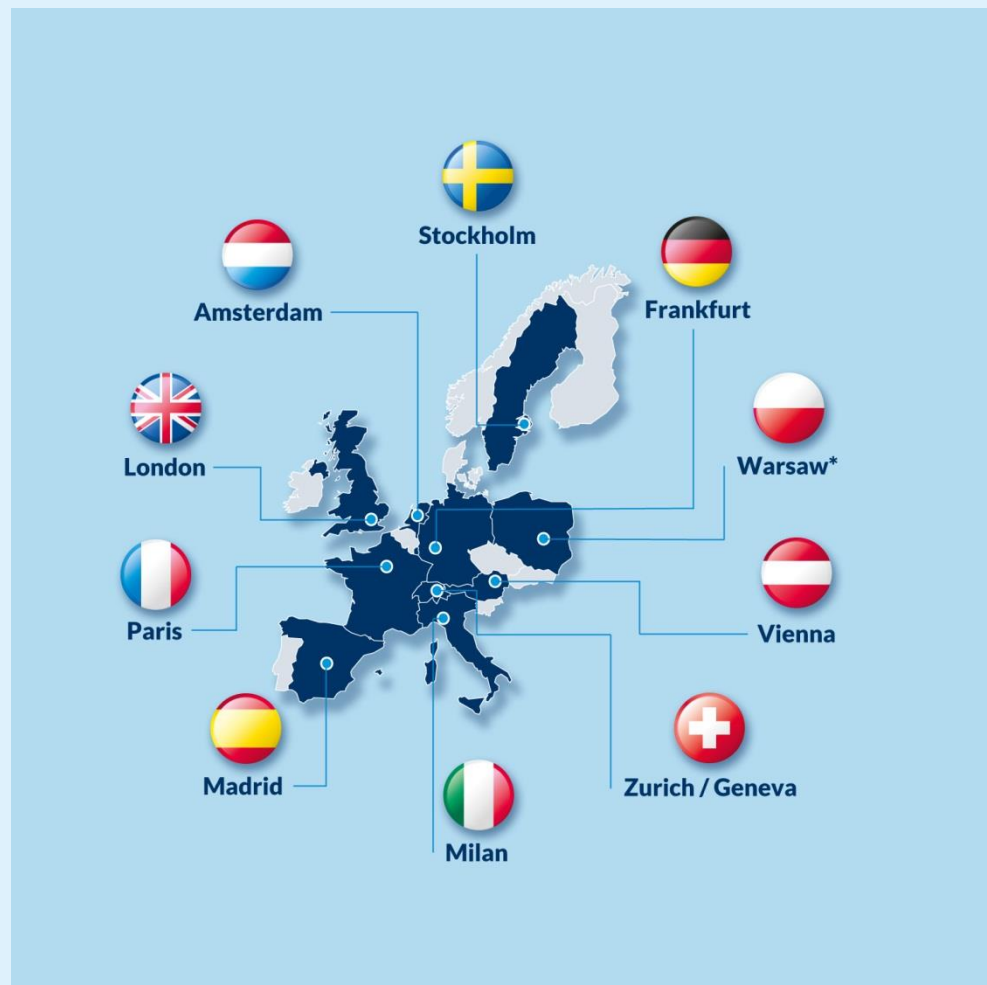 Stockholm
Amsterdam
Frankfurt
London
Warsaw*
Paris
Vienna
Madrid
Zurich / Geneva
Milan